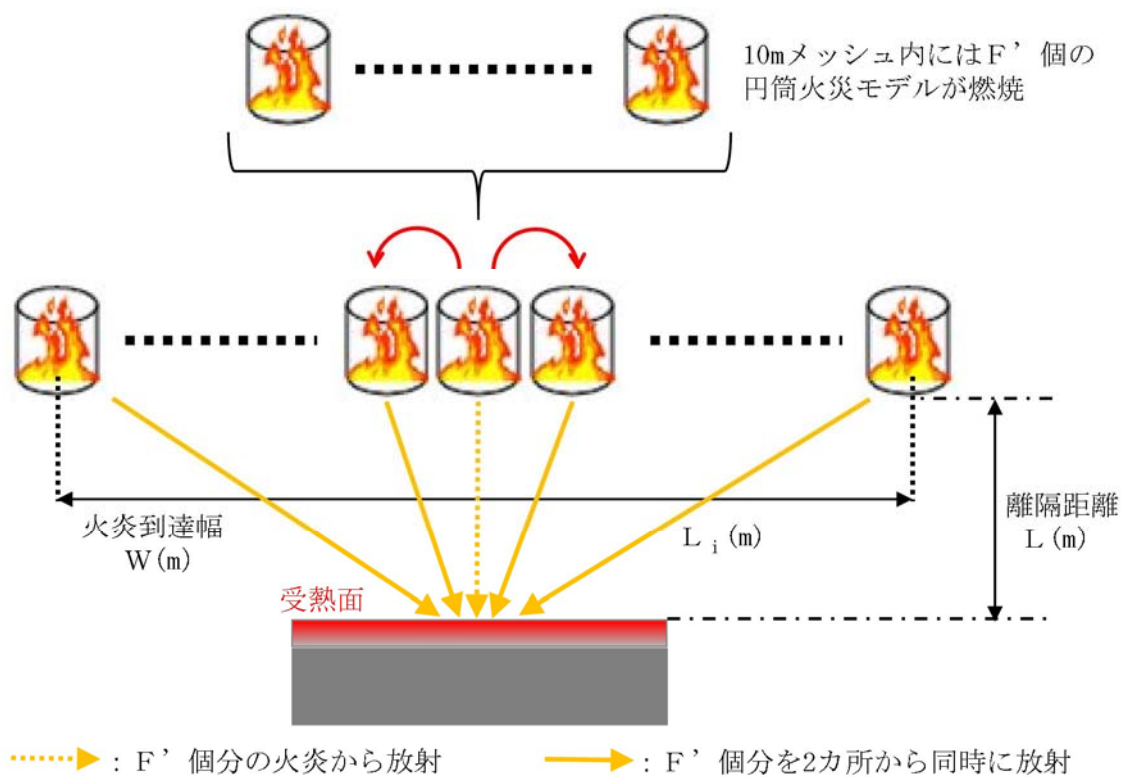 10mメッシュ内にはF’個の
円筒火災モデルが燃焼
火炎到達幅
W(m)
Li(m)
離隔距離
L(m)
受熱面
:F’個分の火炎から放射
:F’個分を2カ所から同時に放射